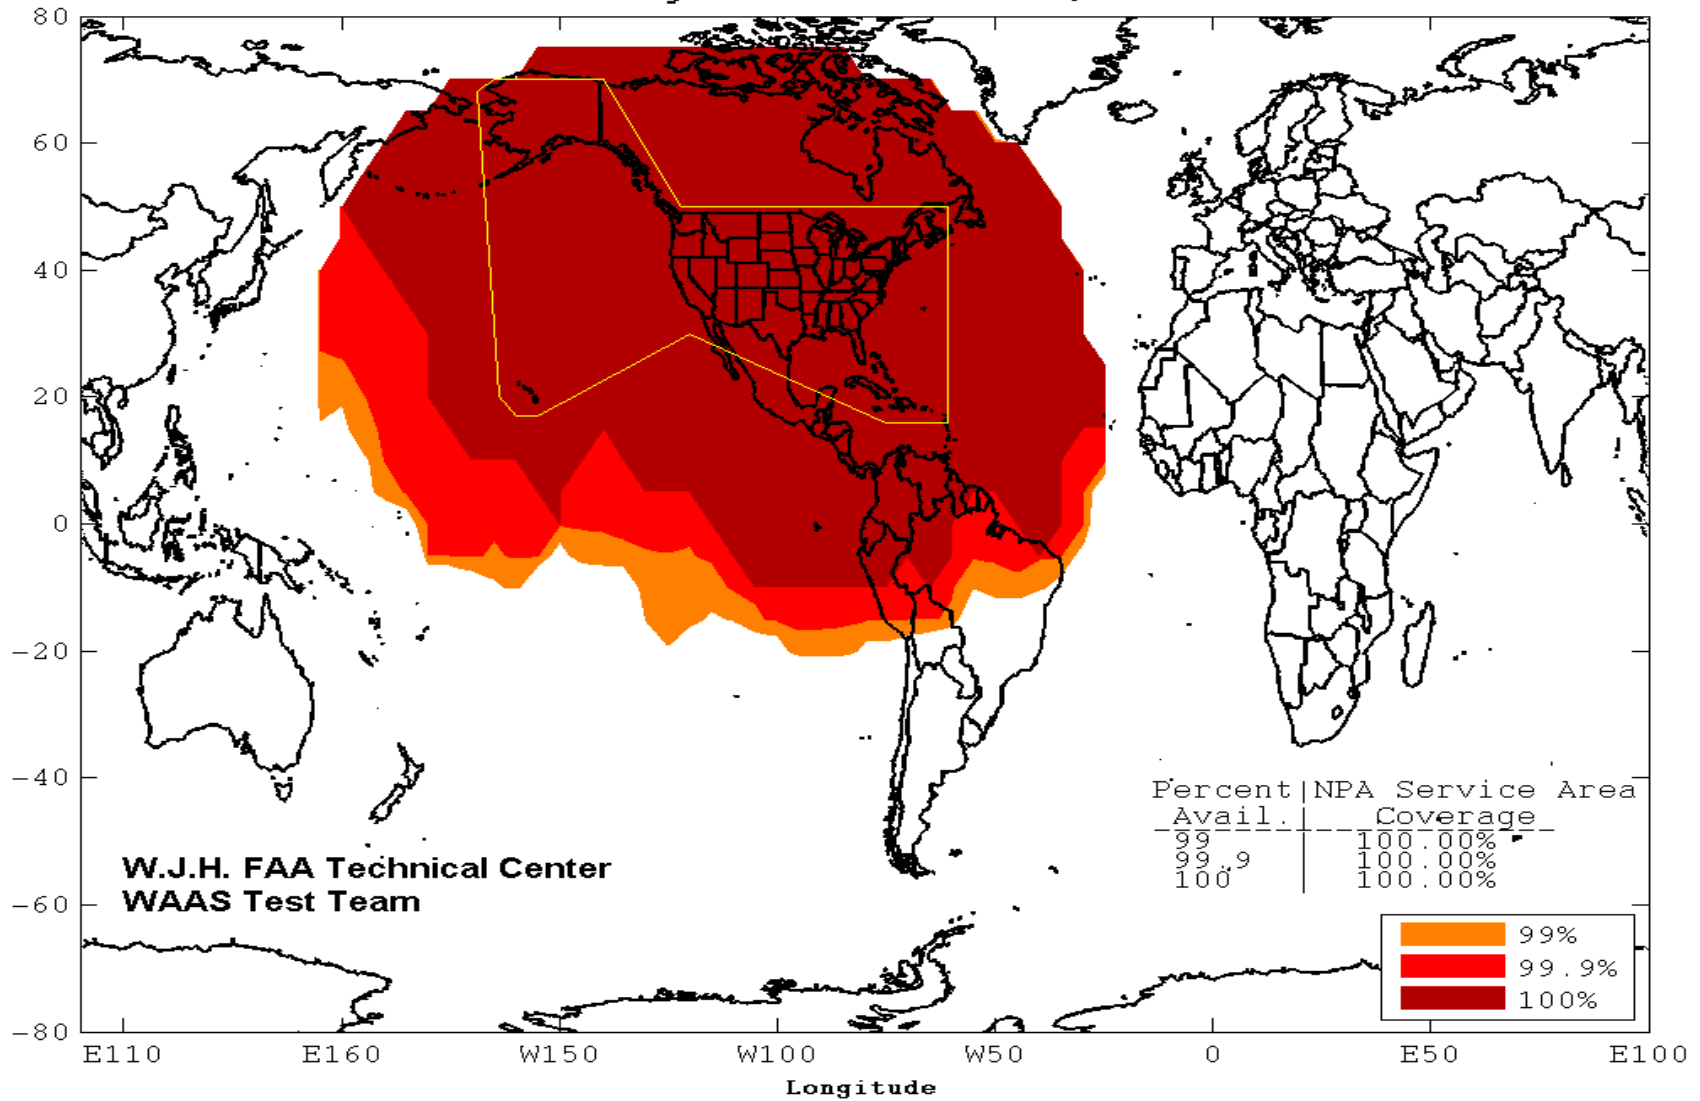 80
60
40
20
0
-20
-40
-60
-80
Percent|NPA Service Area
Avail.| Coverage
99 | 100.00%
99.9 | 100.00%
100 | 100.00%
W.J.H. FAA Technical Center
WAAS Test Team
99%
99.9%
100%
E110 E160 W150 W100 W50 0 E50 E100
Longitude